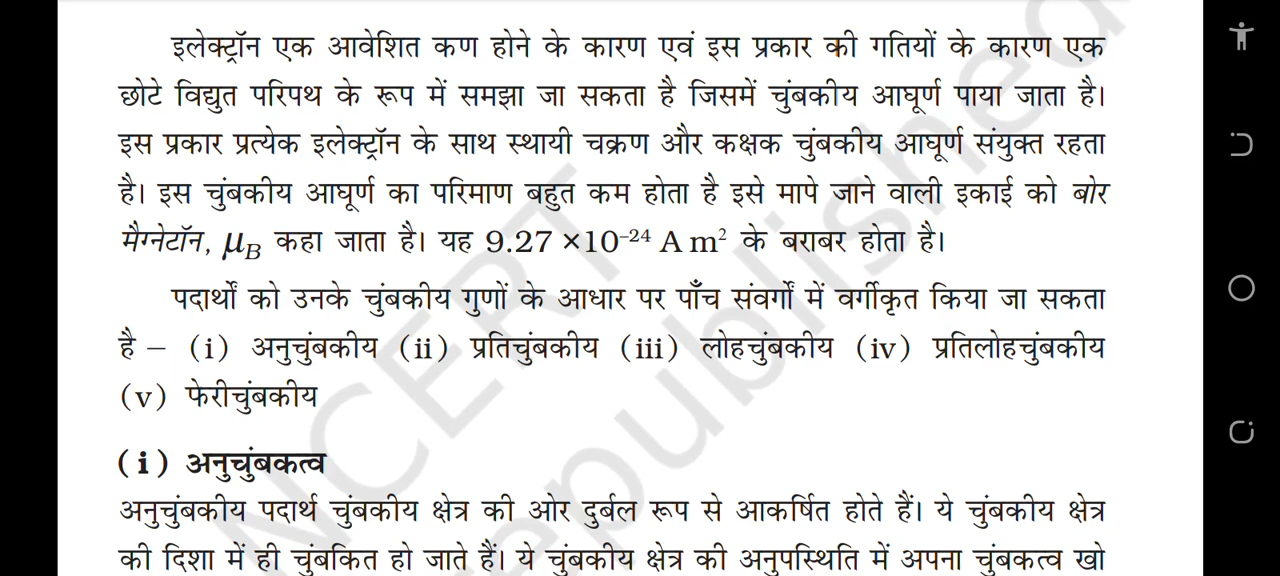 इलेक्ट्रॉन एक आवेशित कण होने के कारण एवं इस प्रकार की गतियों के कारण एक
छोटे विद्युत परिपथ के रूप में समझा जा सकता है जिसमें चुंबकीय आघूर्ण पाया जाता है।
इस प्रकार प्रत्येक इलेक्ट्रॉन के साथ स्थायी चक्रण और कक्षक चुंबकीय आघूर्ण संयुक्त रहता
है। इस चुंबकीय आघूर्ण का परिमाण बहुत कम होता है इसे मापे जाने वाली इकाई को बोर
मैग्नेटॉन, μB कहा जाता है। यह 9.27 ×10⁻²⁴ A m² के बराबर होता है।
पदार्थों को उनके चुंबकीय गुणों के आधार पर पाँच संवर्गों में वर्गीकृत किया जा सकता
है – (i) अनुचुंबकीय (ii) प्रतिचुंबकीय (iii) लोहचुंबकीय (iv) प्रतिलोहचुंबकीय
(v) फेरीचुंबकीय
(i) अनुचुंबकत्व
अनुचुंबकीय पदार्थ चुंबकीय क्षेत्र की ओर दुर्बल रूप से आकर्षित होते हैं। ये चुंबकीय क्षेत्र
की दिशा में ही चुंबकित हो जाते हैं। ये चुंबकीय क्षेत्र की अनुपस्थिति में अपना चुंबकत्व खो
NCERT
republished